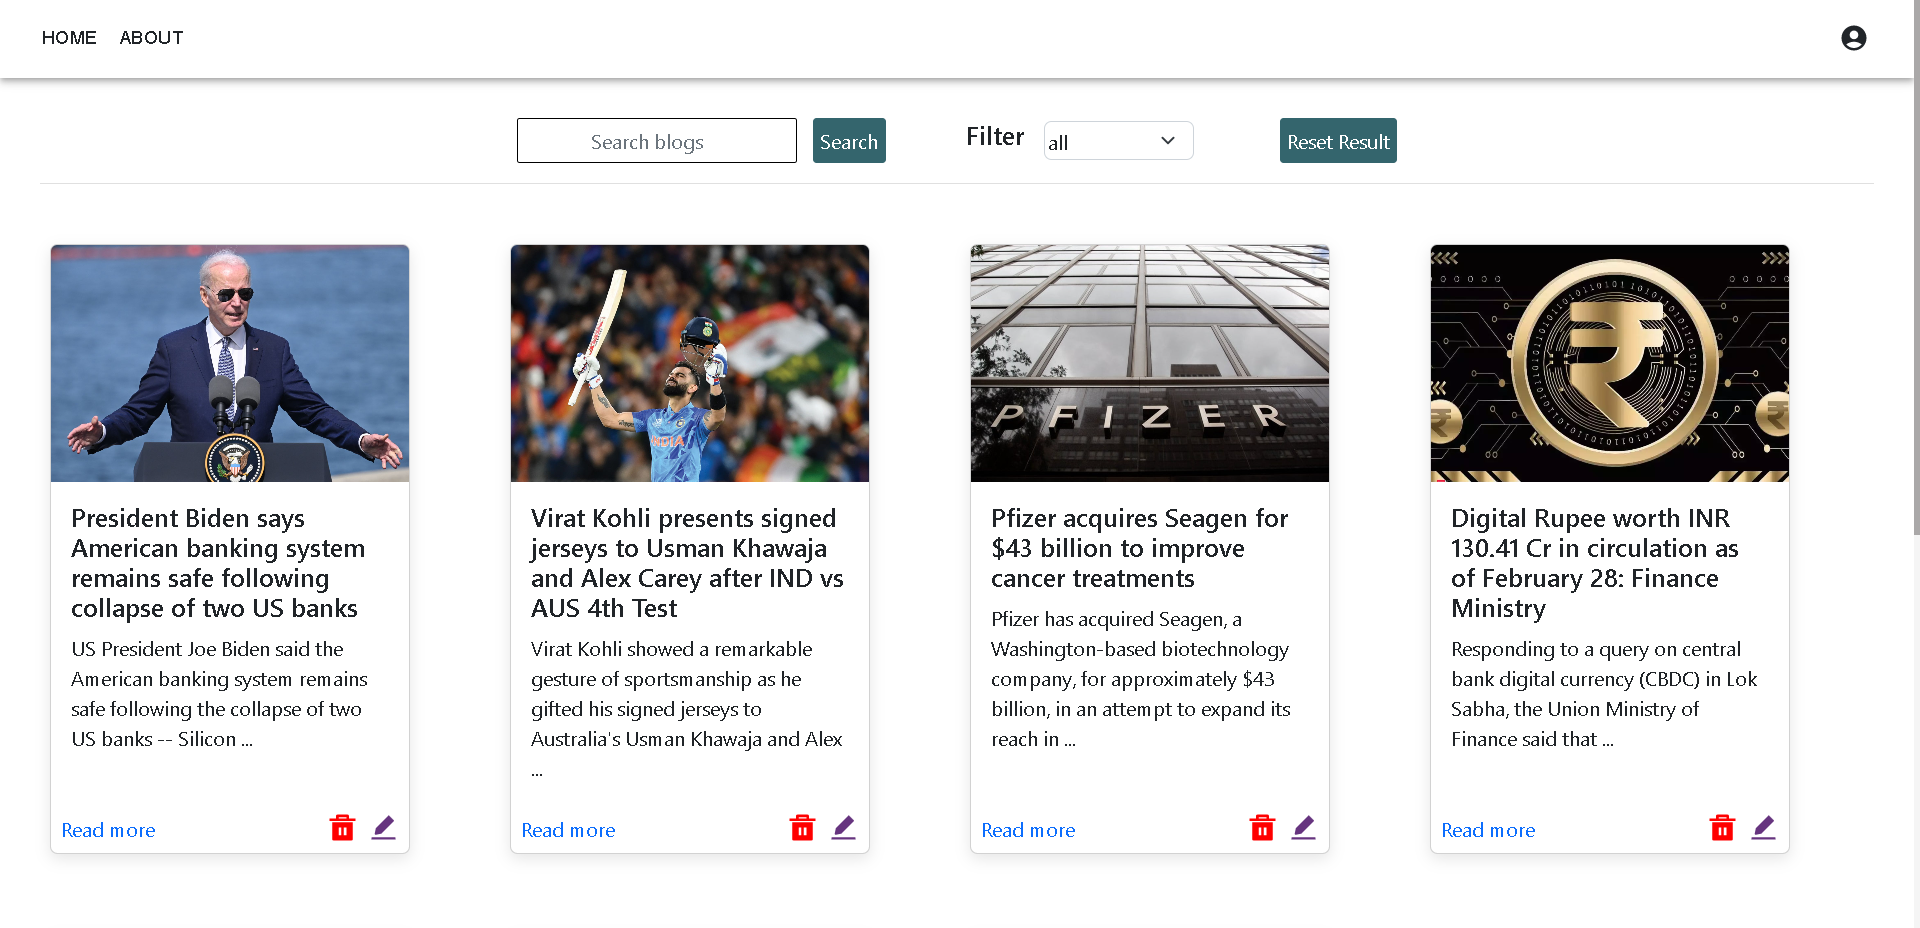 HOME ABOUT
Search blogs Search Filter all Reset Result
INDIA
PFIZER
President Biden says
American banking system
remains safe following
collapse of two US banks
US President Joe Biden said the
American banking system remains
safe following the collapse of two
US banks -- Silicon ...
Read more
Virat Kohli presents signed
jerseys to Usman Khawaja
and Alex Carey after IND vs
AUS 4th Test
Virat Kohli showed a remarkable
gesture of sportsmanship as he
gifted his signed jerseys to
Australia's Usman Khawaja and Alex
...
Read more
Pfizer acquires Seagen for
$43 billion to improve
cancer treatments
Pfizer has acquired Seagen, a
Washington-based biotechnology
company, for approximately $43
billion, in an attempt to expand its
reach in ...
Read more
Digital Rupee worth INR
130.41 Cr in circulation as
of February 28: Finance
Ministry
Responding to a query on central
bank digital currency (CBDC) in Lok
Sabha, the Union Ministry of
Finance said that ...
Read more